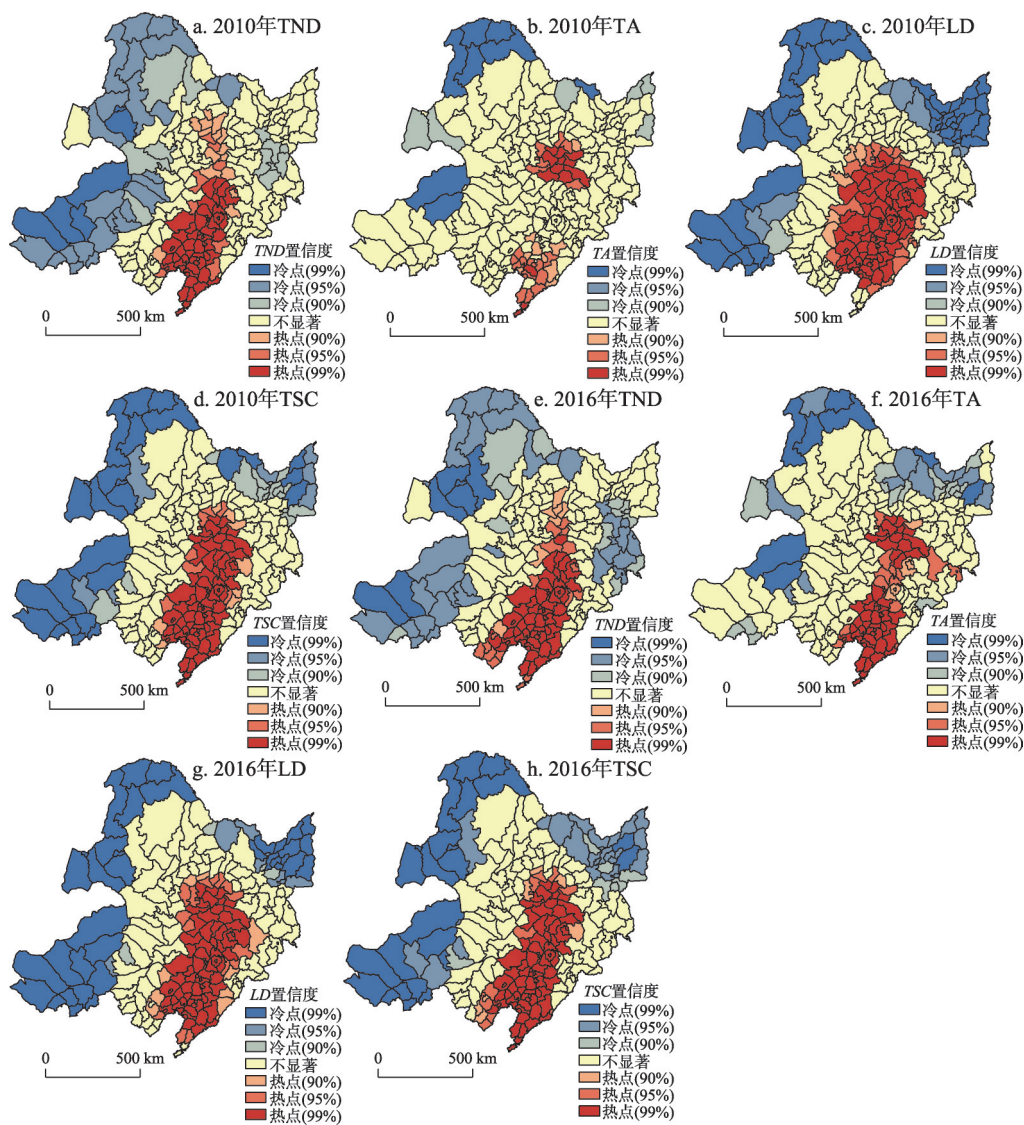 a. 2010年TND
TND置信度
冷点(99%)
冷点(95%)
冷点(90%)
不显著
热点(90%)
热点(95%)
热点(99%)
0 500 km
b. 2010年TA
TA置信度
冷点(99%)
冷点(95%)
冷点(90%)
不显著
热点(90%)
热点(95%)
热点(99%)
0 500 km
c. 2010年LD
LD置信度
冷点(99%)
冷点(95%)
冷点(90%)
不显著
热点(90%)
热点(95%)
热点(99%)
0 500 km
d. 2010年TSC
TSC置信度
冷点(99%)
冷点(95%)
冷点(90%)
不显著
热点(90%)
热点(95%)
热点(99%)
0 500 km
e. 2016年TND
TND置信度
冷点(99%)
冷点(95%)
冷点(90%)
不显著
热点(90%)
热点(95%)
热点(99%)
0 500 km
f. 2016年TA
TA置信度
冷点(99%)
冷点(95%)
冷点(90%)
不显著
热点(90%)
热点(95%)
热点(99%)
0 500 km
g. 2016年LD
LD置信度
冷点(99%)
冷点(95%)
冷点(90%)
不显著
热点(90%)
热点(95%)
热点(99%)
0 500 km
h. 2016年TSC
TSC置信度
冷点(99%)
冷点(95%)
冷点(90%)
不显著
热点(90%)
热点(95%)
热点(99%)
0 500 km